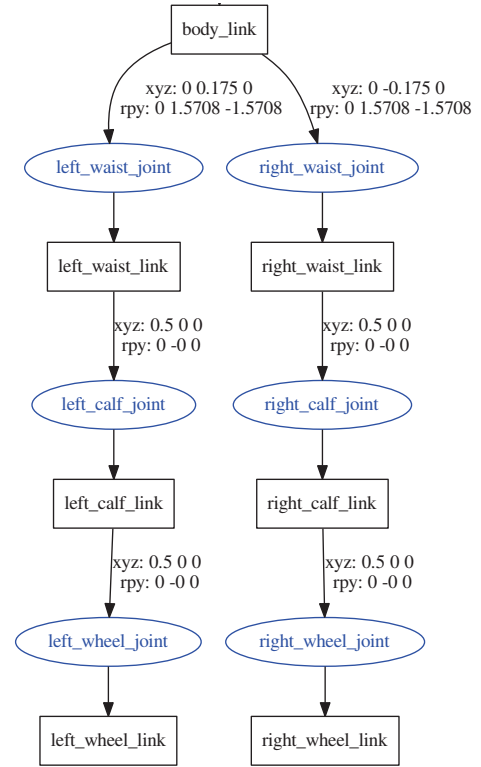 body_link
xyz: 0 0.175 0
rpy: 0 1.5708 -1.5708
xyz: 0 -0.175 0
rpy: 0 1.5708 -1.5708
left_waist_joint
right_waist_joint
left_waist_link
right_waist_link
xyz: 0.5 0 0
rpy: 0 -0 0
xyz: 0.5 0 0
rpy: 0 -0 0
left_calf_joint
right_calf_joint
left_calf_link
right_calf_link
xyz: 0.5 0 0
rpy: 0 -0 0
xyz: 0.5 0 0
rpy: 0 -0 0
left_wheel_joint
right_wheel_joint
left_wheel_link
right_wheel_link